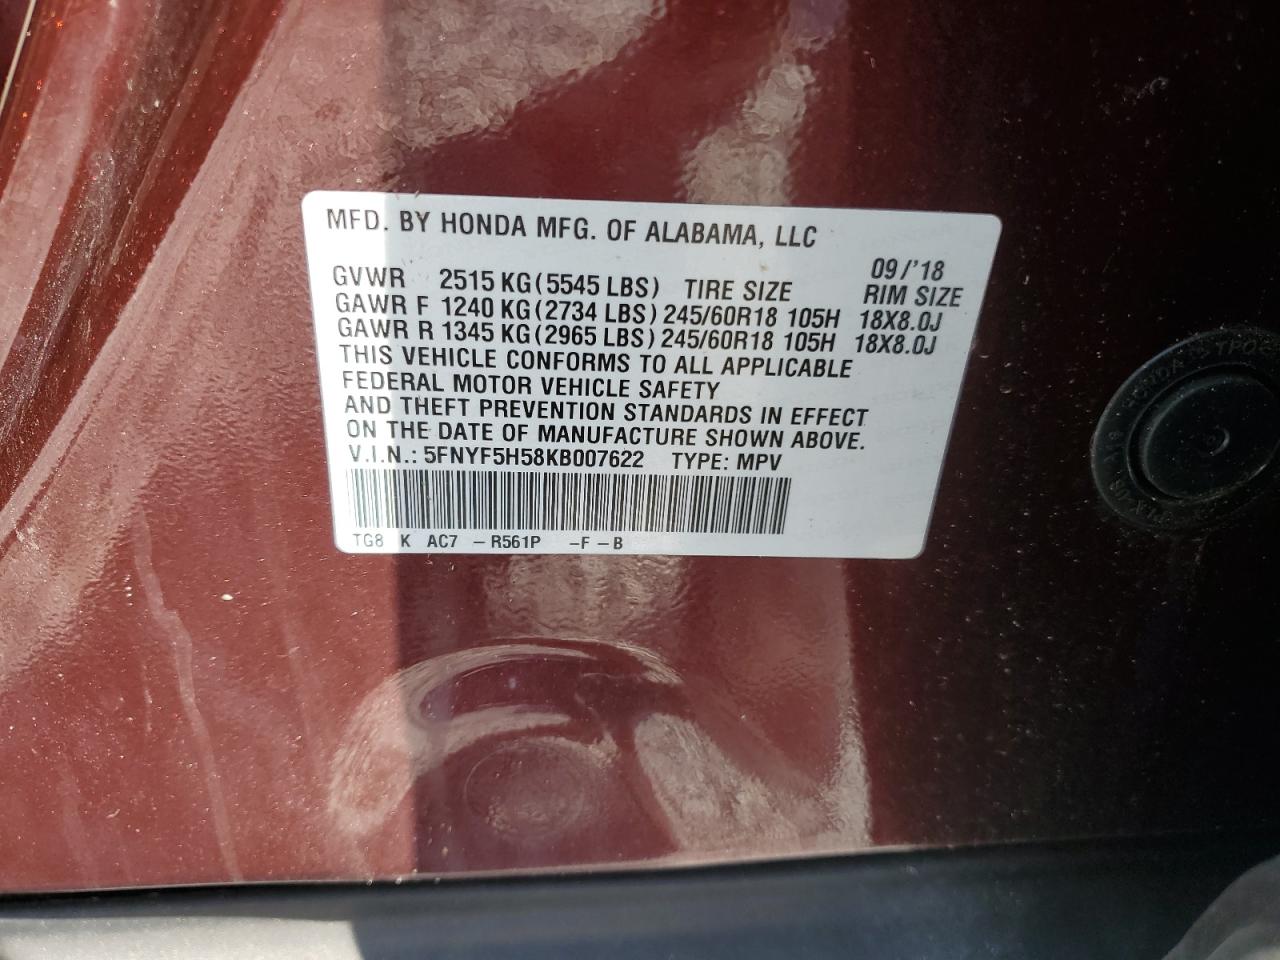 MFD. BY HONDA MFG. OF ALABAMA, LLC
09/'18
GVWR 2515 KG(5545 LBS) TIRE SIZE RIM SIZE
GAWR F 1240 KG(2734 LBS) 245/60R18 105H 18X8.0J
GAWR R 1345 KG(2965 LBS) 245/60R18 105H 18X8.0J
THIS VEHICLE CONFORMS TO ALL APPLICABLE
FEDERAL MOTOR VEHICLE SAFETY
AND THEFT PREVENTION STANDARDS IN EFFECT
ON THE DATE OF MANUFACTURE SHOWN ABOVE.
V.I.N.: 5FNYF5H58KB007622 TYPE: MPV
TG8 K AC7 -R561P -F-B
HONDA